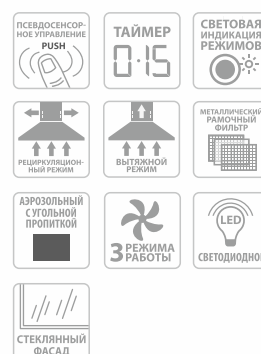 ПСЕВДОСЕНСОР-
НОЕ УПРАВЛЕНИЕ
PUSH
ТАЙМЕР
0:15
СВЕТОВАЯ
ИНДИКАЦИЯ
РЕЖИМОВ
РЕЦИРКУЛЯЦИОН-
НЫЙ РЕЖИМ
ВЫТЯЖНОЙ
РЕЖИМ
МЕТАЛЛИЧЕСКИЙ
РАМОЧНЫЙ
ФИЛЬТР
АЭРОЗОЛЬНЫЙ
С УГОЛЬНОЙ
ПРОПИТКОЙ
3 РЕЖИМА
РАБОТЫ
LED
СВЕТОДИОДНО
СТЕКЛЯННЫЙ
ФАСАД